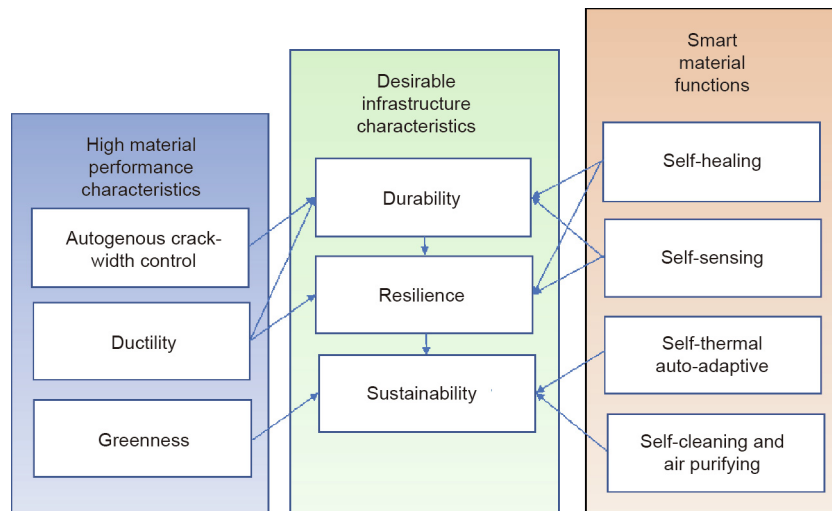 High material
performance
characteristics
Autogenous crack-
width control
Ductility
Greenness
Desirable
infrastructure
characteristics
Durability
Resilience
Sustainability
Smart
material
functions
Self-healing
Self-sensing
Self-thermal
auto-adaptive
Self-cleaning and
air purifying